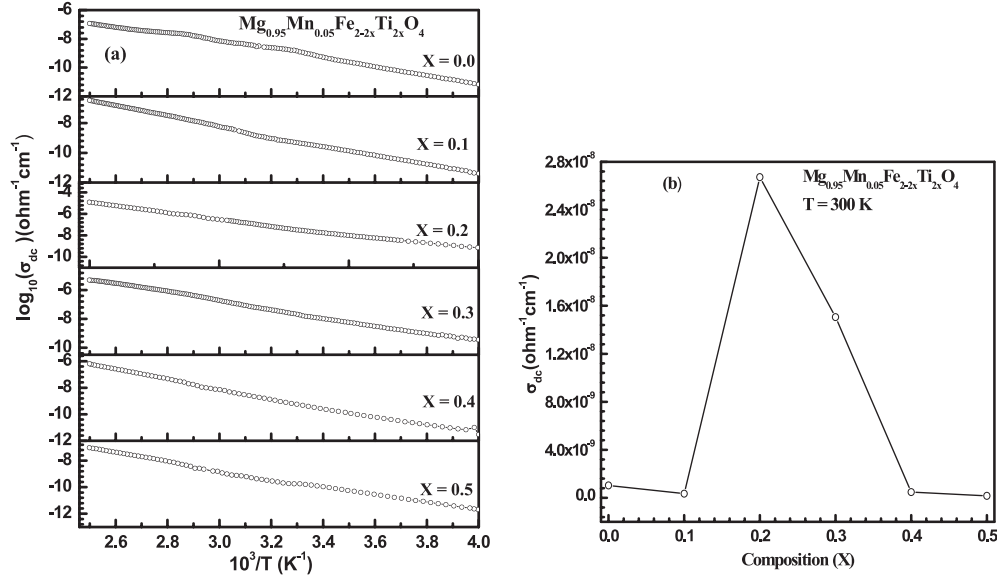 Mg0.95Mn0.05Fe2-2xTi2xO4
(a)
X = 0.0
X = 0.1
X = 0.2
X = 0.3
X = 0.4
X = 0.5
-6
-8
-10
-12
-8
-10
-12
-4
-6
-8
-10
-6
-8
-10
-6
-8
-10
-12
-8
-10
-12
log10(σdc)(ohm-1cm-1)
2.6 2.8 3.0 3.2 3.4 3.6 3.8 4.0
103/T (K-1)
(b)
Mg0.95Mn0.05Fe2-2xTi2xO4
T = 300 K
2.8x10-8
2.4x10-8
2.0x10-8
1.6x10-8
1.2x10-8
8.0x10-9
4.0x10-9
0.0
σdc(ohm-1cm-1)
0.0 0.1 0.2 0.3 0.4 0.5
Composition (X)